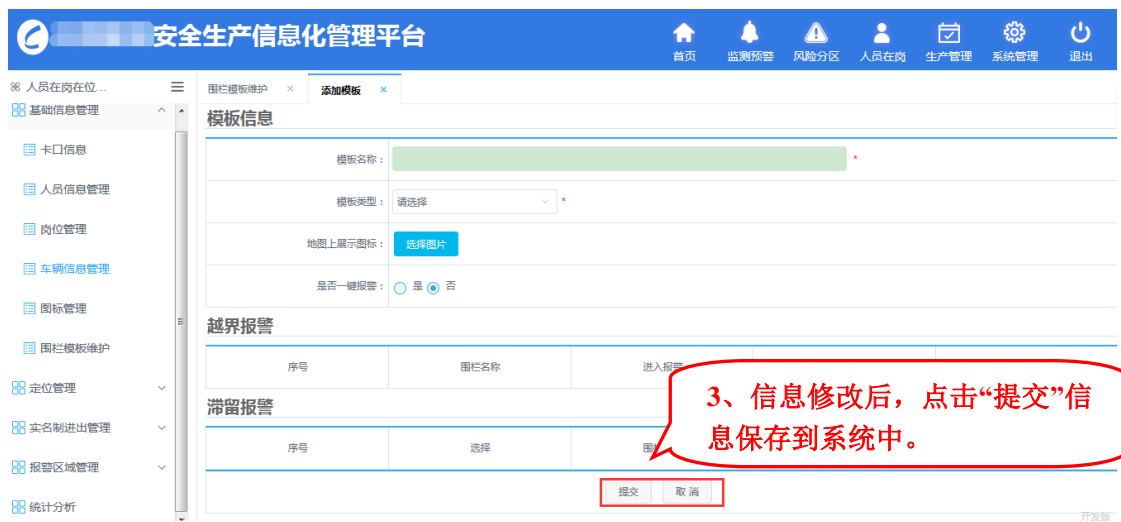 安全生产信息化管理平台
首页 监测预警 风险分区 人员在岗 生产管理 系统管理 退出
人员在岗在位...
围栏模板维护 × 添加模板 ×
基础信息管理
卡口信息
人员信息管理
岗位管理
车辆信息管理
图标管理
围栏模板维护
定位管理
实名制进出管理
报警区域管理
统计分析
模板信息
模板名称： *
模板类型： 请选择 *
地图上展示图标： 选择图片
是否一键报警： 是 否
越界报警
序号 围栏名称 进入报警
滞留报警
序号 选择
3、信息修改后，点击“提交”信
息保存到系统中。
提交 取 消
开发版